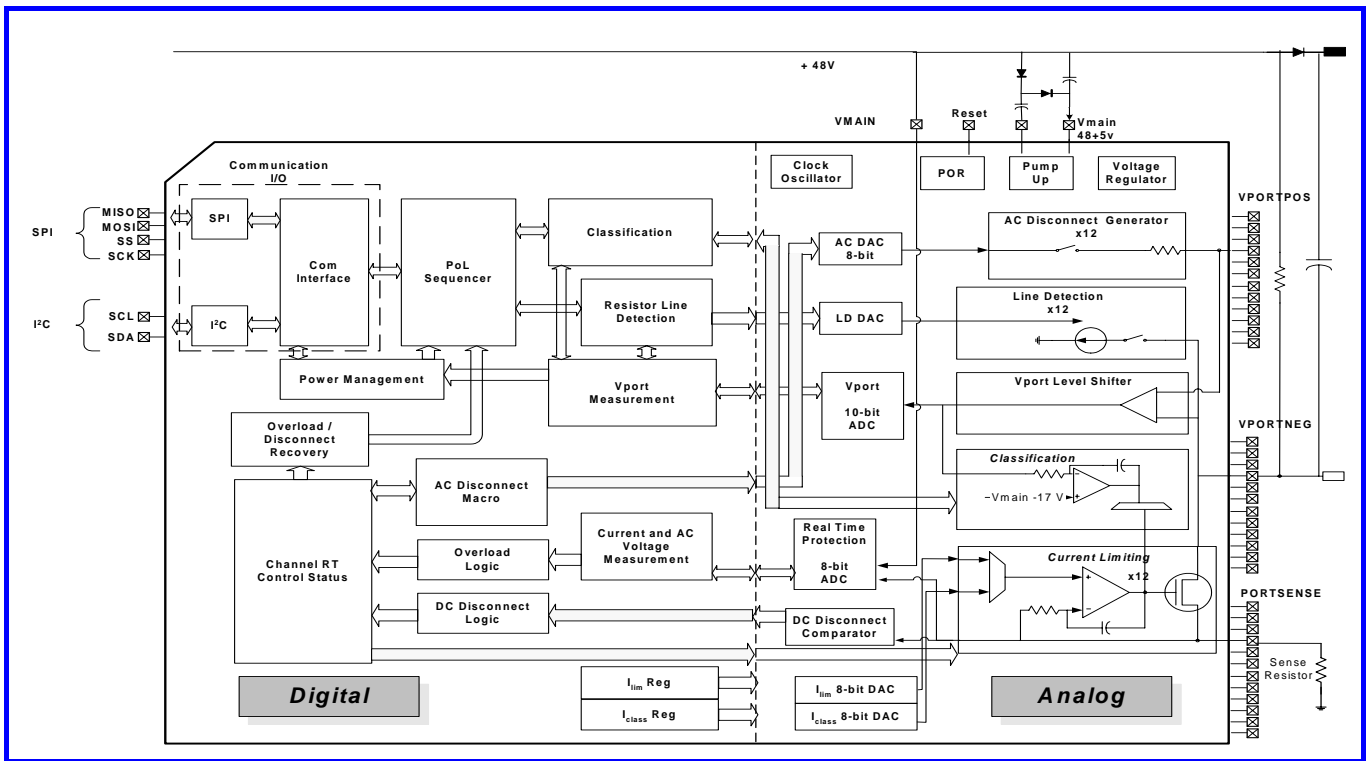 + 48V
VMAIN
Reset
Vmain
48+5v
Communication
I/O
Clock
Oscillator
POR
Pump
Up
Voltage
Regulator
SPI
MISO
MOSI
SS
SCK
I²C
SCL
SDA
SPI
I²C
Com
Interface
PoL
Sequencer
Classification
Resistor Line
Detection
Power Management
Vport
Measurement
Overload /
Disconnect
Recovery
AC Disconnect
Macro
Channel RT
Control Status
Overload
Logic
Current and AC
Voltage
Measurement
DC Disconnect
Logic
Ilim Reg
Iclass Reg
Digital
AC DAC
8-bit
LD DAC
Vport
10-bit
ADC
Real Time
Protection
8-bit
ADC
DC Disconnect
Comparator
Ilim 8-bit DAC
Iclass 8-bit DAC
AC Disconnect Generator
x12
Line Detection
x12
Vport Level Shifter
Classification
−Vmain -17 V
-
+
Current Limiting
x12
+
-
Analog
VPORTPOS
VPORTNEG
PORTSENSE
Sense
Resistor